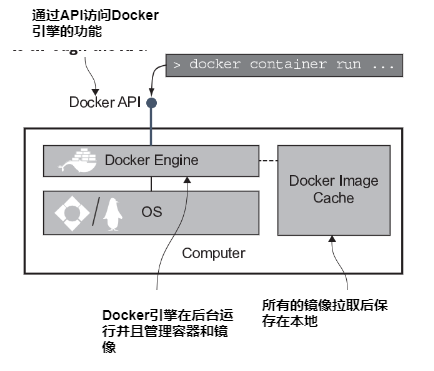 通过API访问Docker
引擎的功能
> docker container run ...
Docker API
Docker Engine
Docker Image
Cache
OS
Computer
Docker引擎在后台运
行并且管理容器和镜
像
所有的镜像拉取后保
存在本地